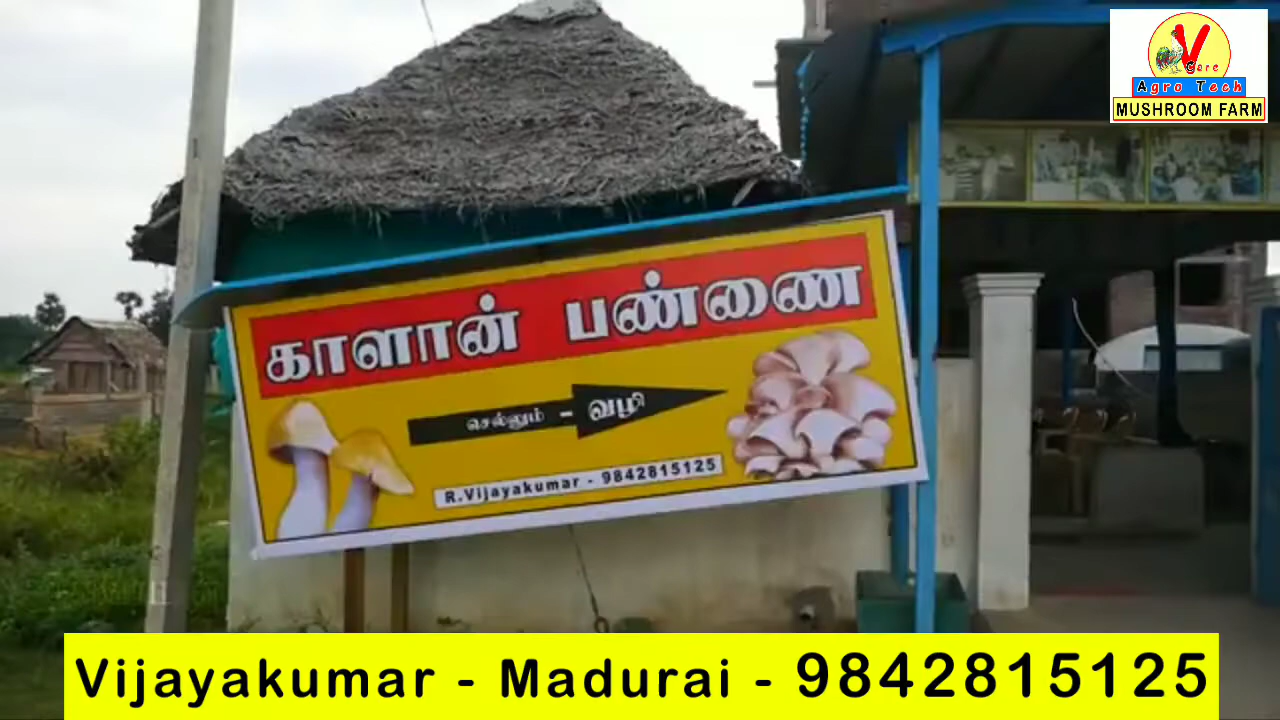 V
Care
Agro Tech
MUSHROOM FARM
காளான் பண்ணை
செல்லும் - வழி
R.Vijayakumar - 9842815125
Vijayakumar - Madurai - 9842815125